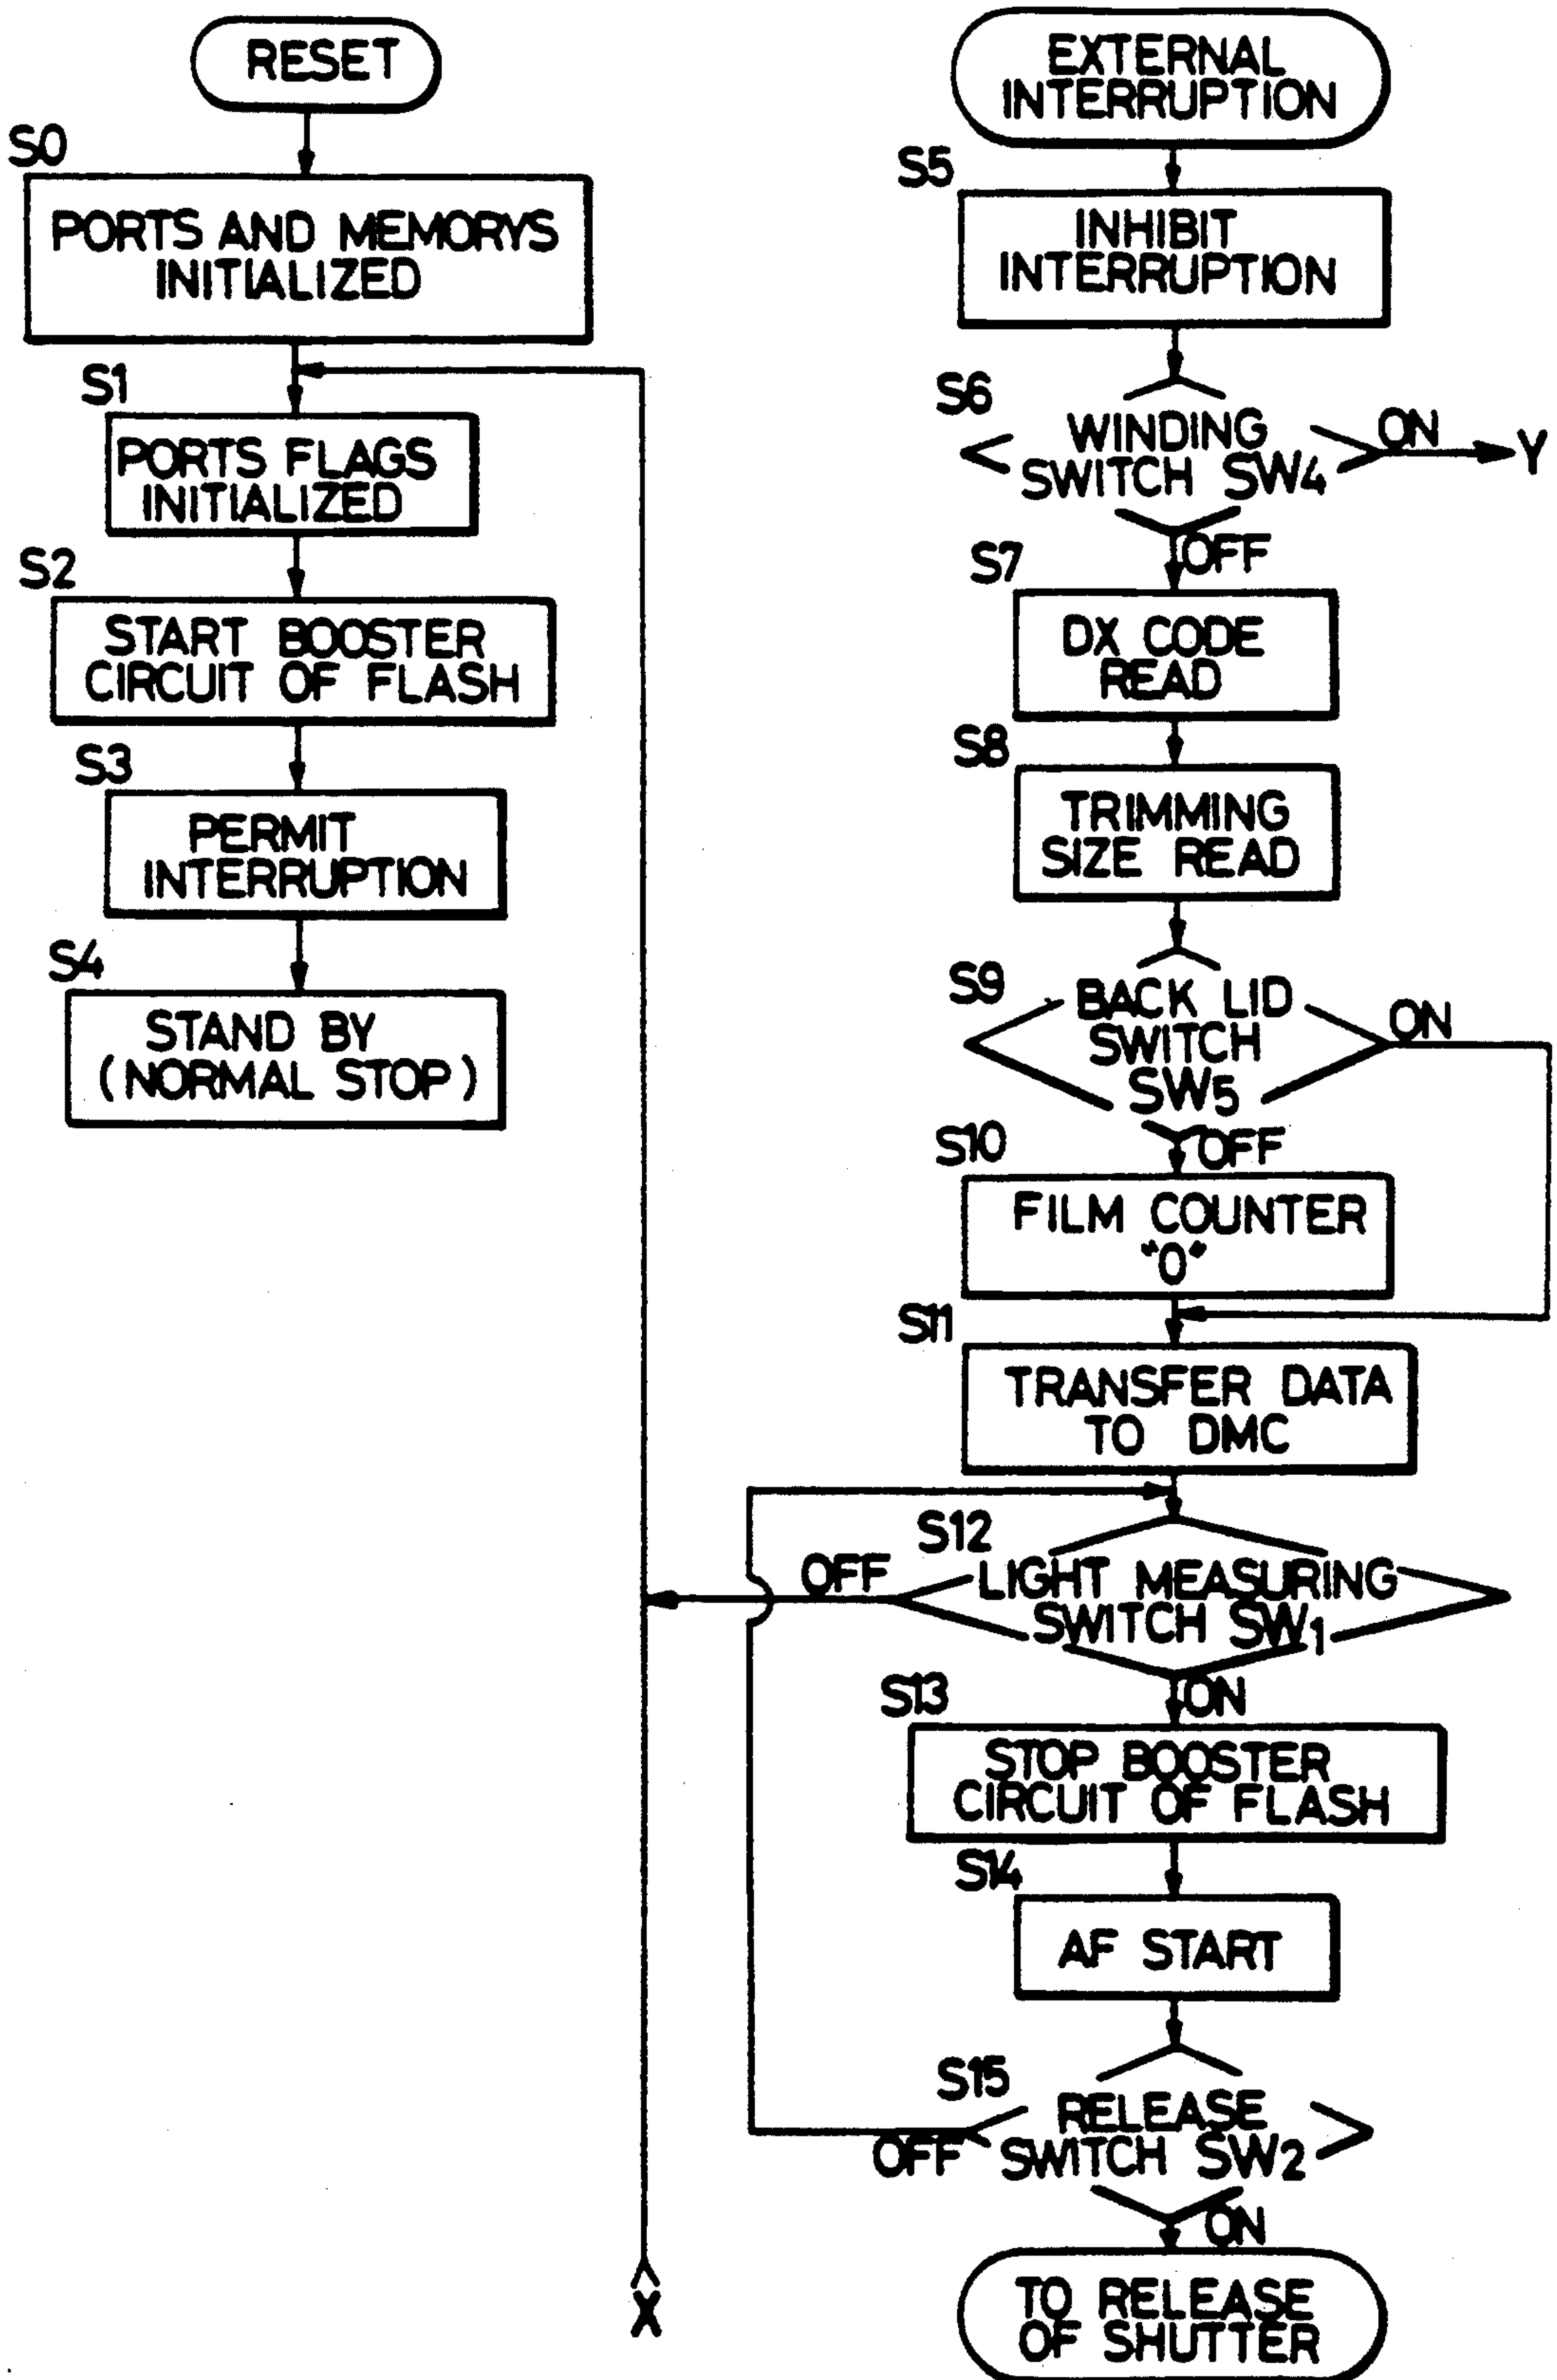 RESET
S0
PORTS AND MEMORYS
INITIALIZED
S1
PORTS FLAGS
INITIALIZED
S2
START BOOSTER
CIRCUIT OF FLASH
S3
PERMIT
INTERRUPTION
S4
STAND BY
(NORMAL STOP)
X
EXTERNAL
INTERRUPTION
S5
INHIBIT
INTERRUPTION
S6
WINDING
SWITCH SW4
ON
Y
OFF
S7
DX CODE
READ
S8
TRIMMING
SIZE READ
S9
BACK LID
SWITCH
SW5
ON
OFF
S10
FILM COUNTER
"0"
S11
TRANSFER DATA
TO DMC
S12
LIGHT MEASURING
SWITCH SW1
OFF
ON
S13
STOP BOOSTER
CIRCUIT OF FLASH
S14
AF START
S15
RELEASE
SWITCH SW2
OFF
ON
TO RELEASE
OF SHUTTER